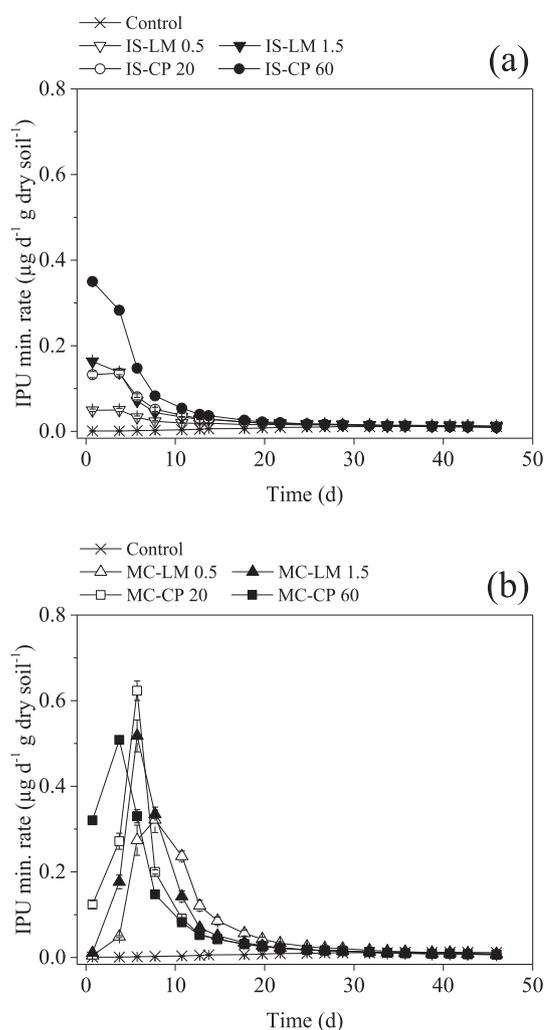 Control
IS-LM 0.5 IS-LM 1.5
IS-CP 20 IS-CP 60
(a)
0.8
0.6
0.4
0.2
0.0
IPU min. rate (µg d⁻¹ g dry soil⁻¹)
0 10 20 30 40 50
Time (d)
Control
MC-LM 0.5 MC-LM 1.5
MC-CP 20 MC-CP 60
(b)
0.8
0.6
0.4
0.2
0.0
IPU min. rate (µg d⁻¹ g dry soil⁻¹)
0 10 20 30 40 50
Time (d)